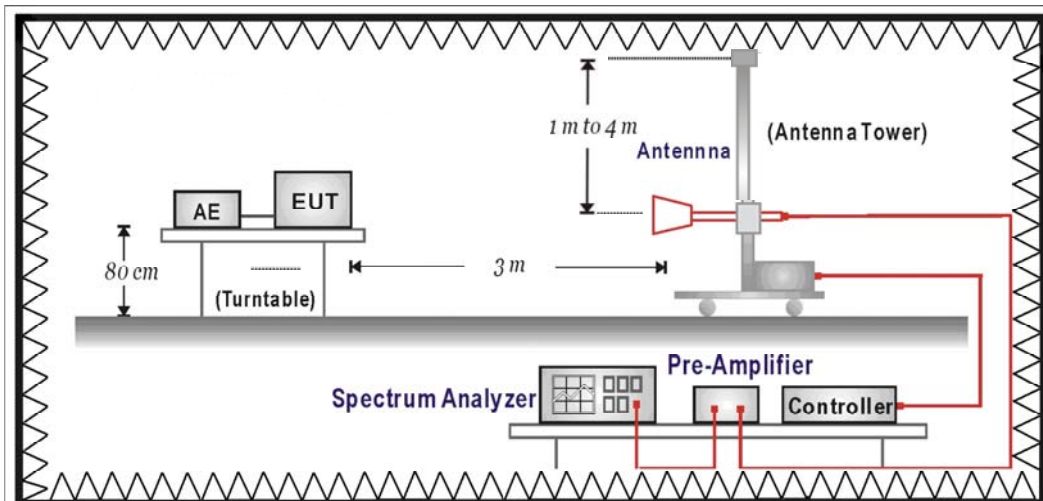 1 m to 4 m
(Antenna Tower)
Antennna
AE
EUT
80 cm
3 m
(Turntable)
Pre-Amplifier
Spectrum Analyzer
Controller